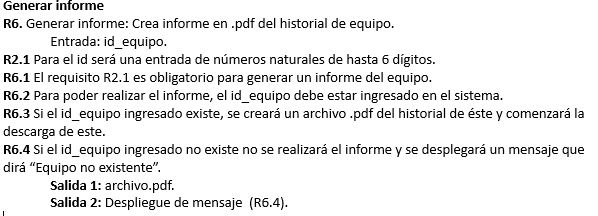 Generar informe
R6. Generar informe: Crea informe en .pdf del historial de equipo.
Entrada: id_equipo.
R2.1 Para el id será una entrada de números naturales de hasta 6 dígitos.
R6.1 El requisito R2.1 es obligatorio para generar un informe del equipo.
R6.2 Para poder realizar el informe, el id_equipo debe estar ingresado en el sistema.
R6.3 Si el id_equipo ingresado existe, se creará un archivo .pdf del historial de éste y comenzará la
descarga de este.
R6.4 Si el id_equipo ingresado no existe no se realizará el informe y se desplegará un mensaje que
dirá “Equipo no existente”.
Salida 1: archivo.pdf.
Salida 2: Despliegue de mensaje (R6.4).